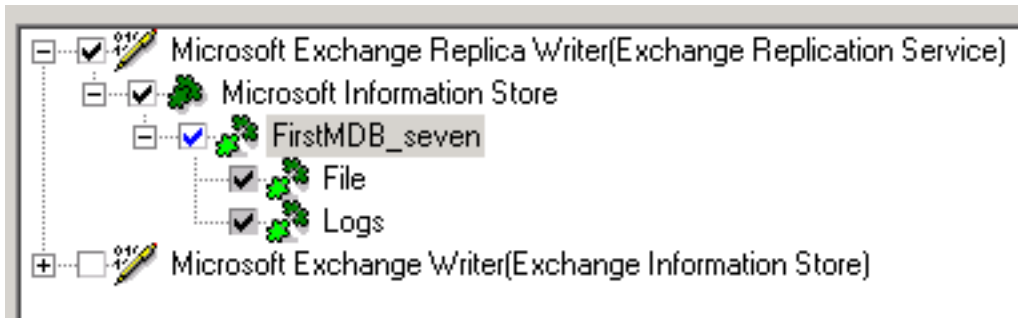 Microsoft Exchange Replica Writer(Exchange Replication Service)
Microsoft Information Store
FirstMDB_seven
File
Logs
Microsoft Exchange Writer(Exchange Information Store)